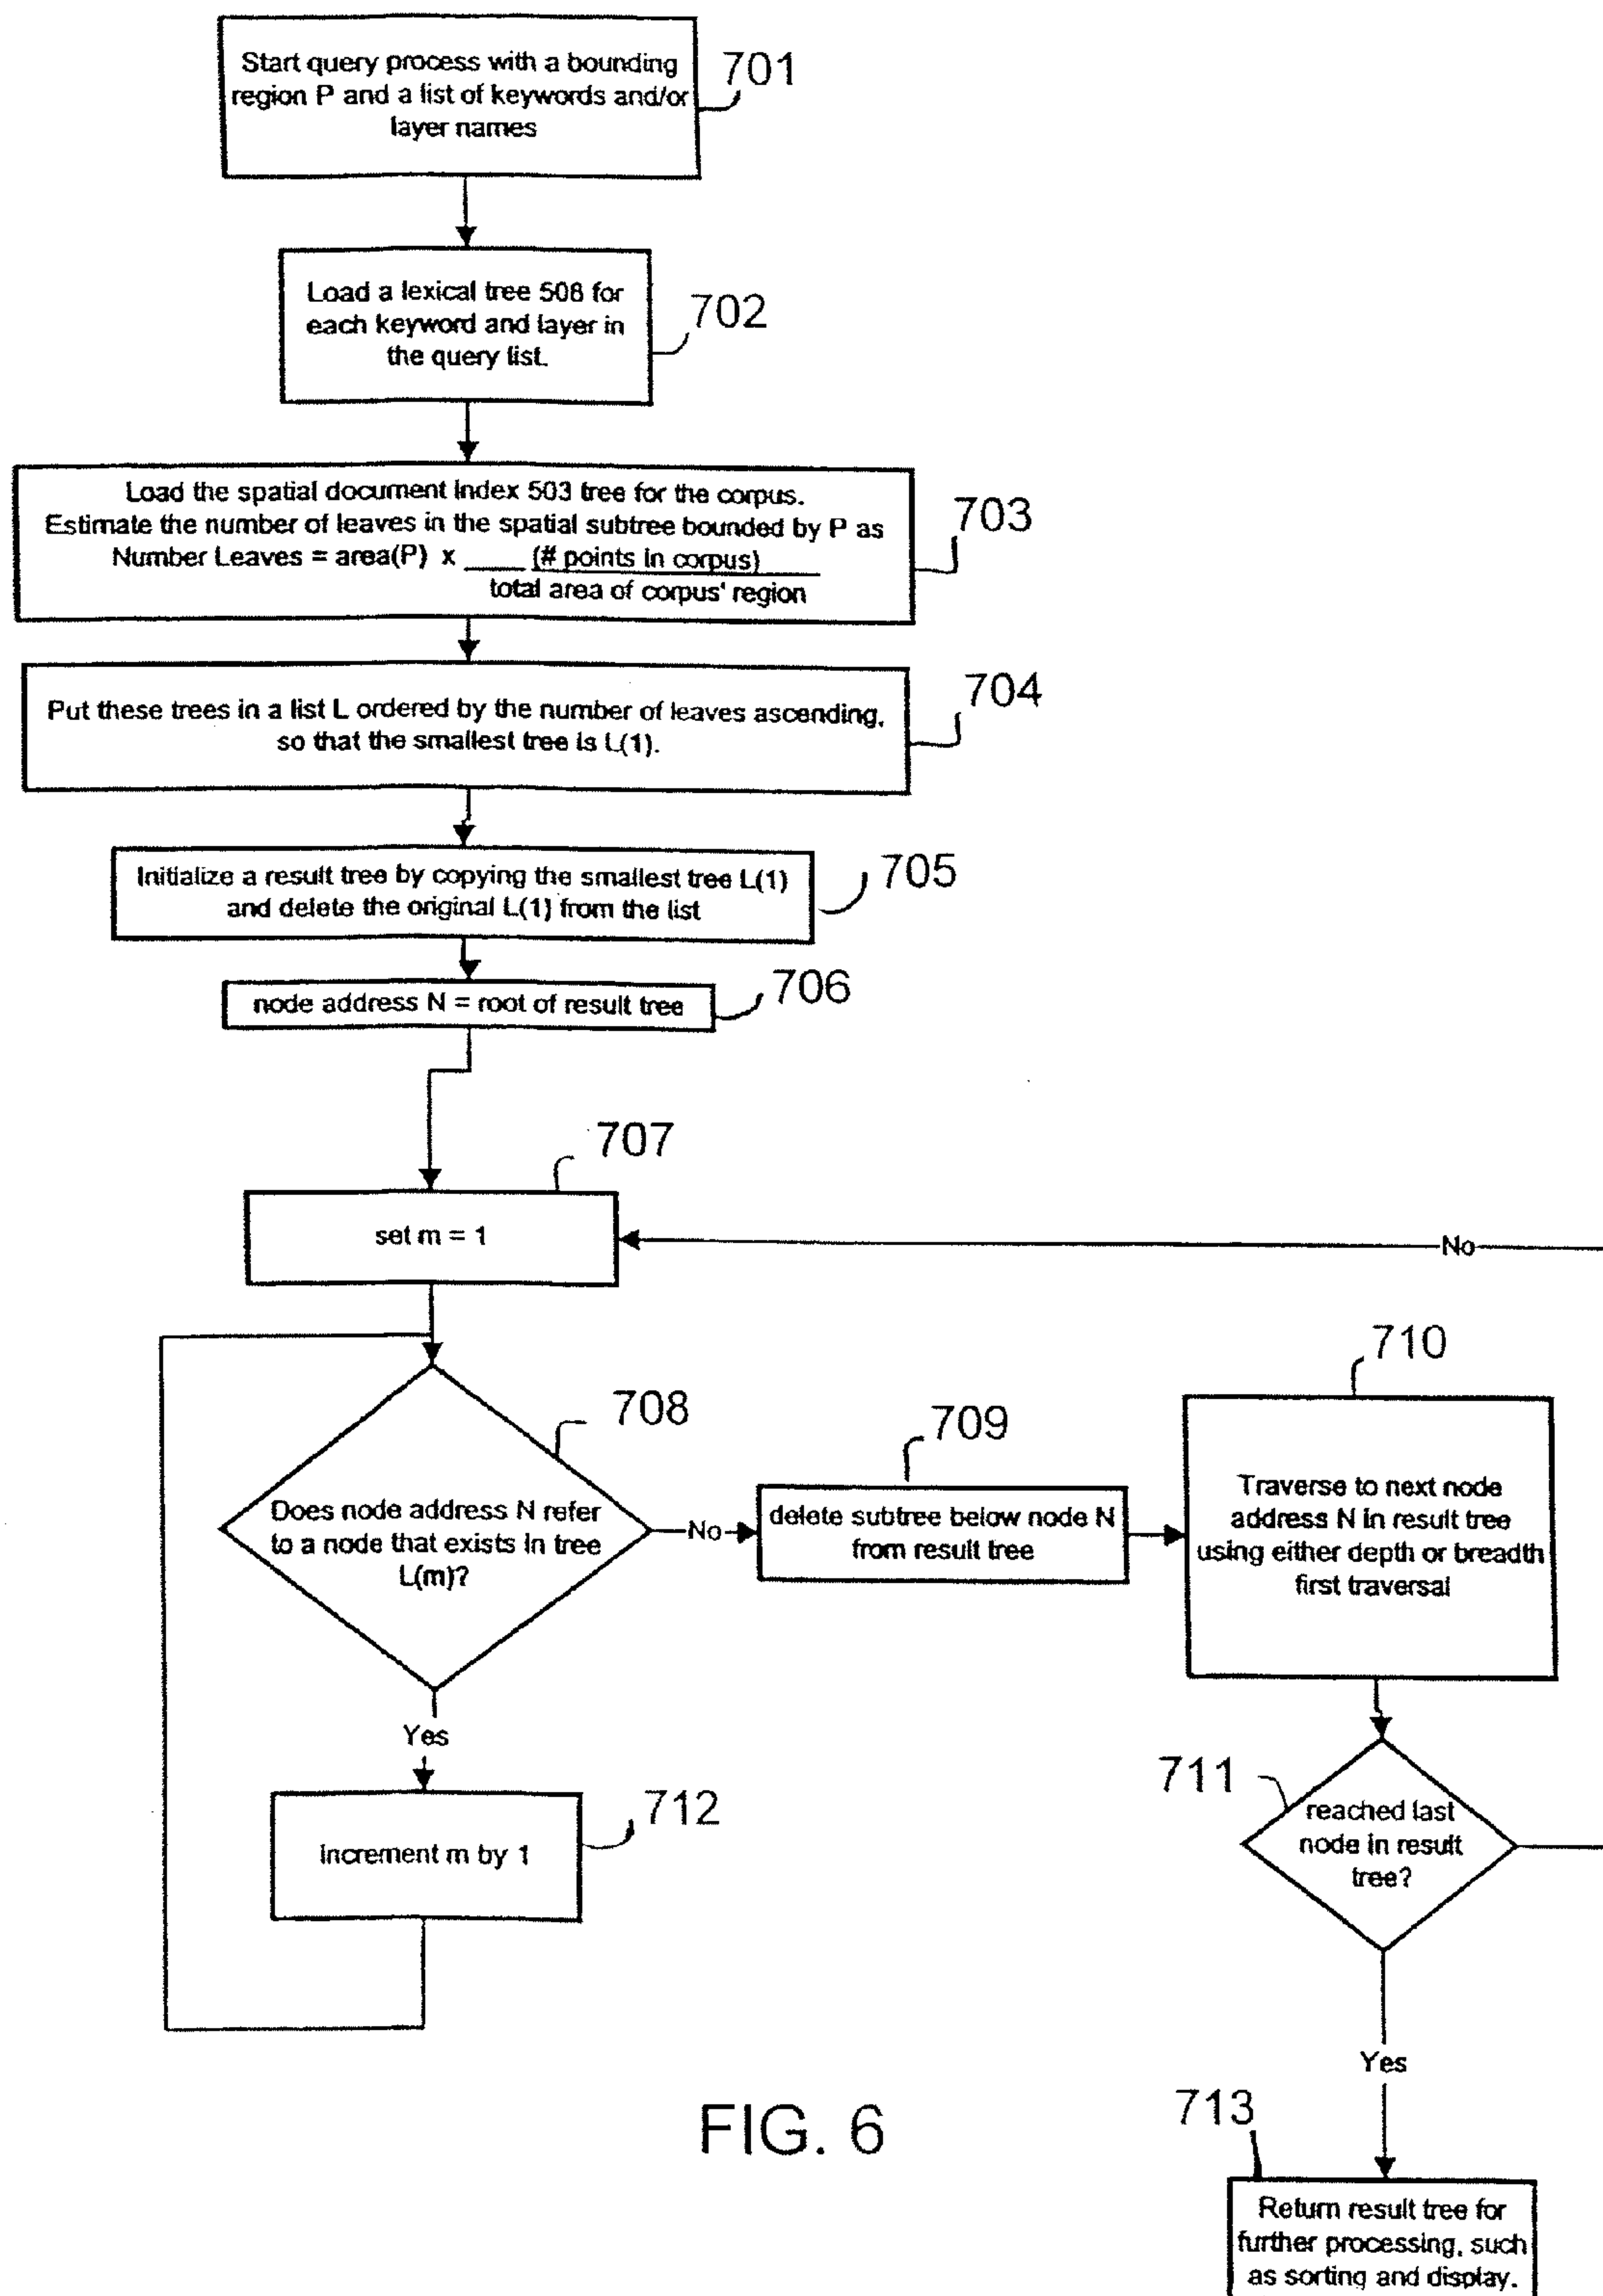 Start query process with a bounding
region P and a list of keywords and/or
layer names
701
Load a lexical tree 508 for
each keyword and layer in
the query list.
702
Load the spatial document Index 503 tree for the corpus.
Estimate the number of leaves in the spatial subtree bounded by P as
Number Leaves = area(P) x ____ (# points in corpus)
total area of corpus' region
703
Put these trees in a list L ordered by the number of leaves ascending,
so that the smallest tree is L(1).
704
Initialize a result tree by copying the smallest tree L(1)
and delete the original L(1) from the list
705
node address N = root of result tree
706
707
set m = 1
No
708
Does node address N refer
to a node that exists in tree
L(m)?
No
709
delete subtree below node N
from result tree
710
Traverse to next node
address N in result tree
using either depth or breadth
first traversal
Yes
712
increment m by 1
711
reached last
node in result
tree?
Yes
713
Return result tree for
further processing, such
as sorting and display.
FIG. 6